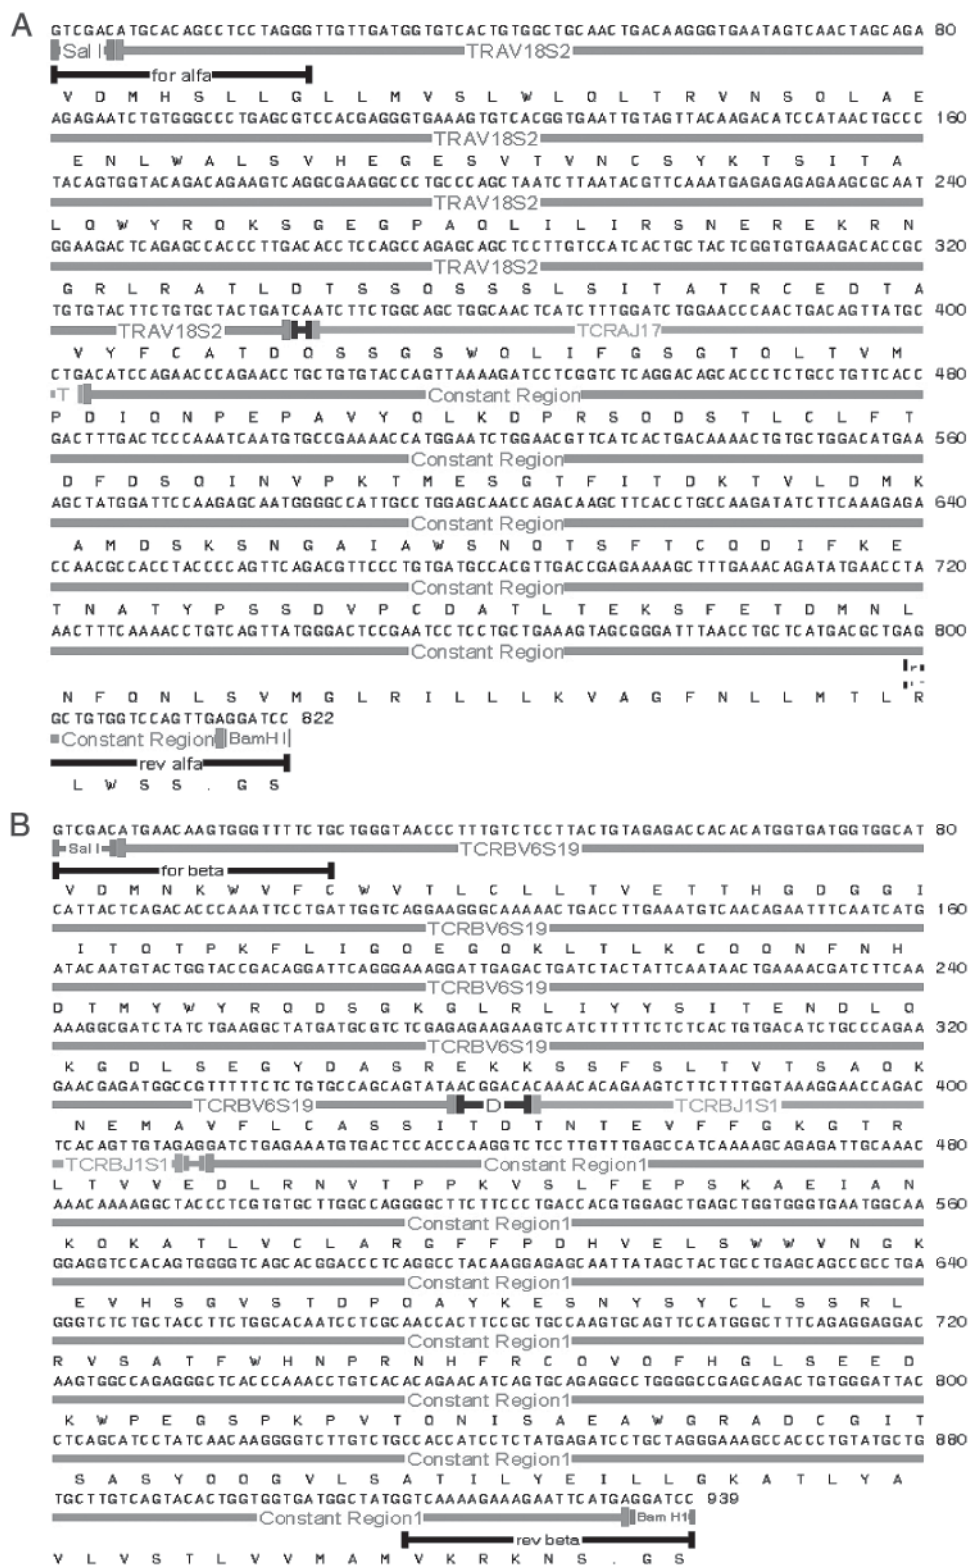 A
GTCGACATGCACAGCCTCCTAGGGTTGTTGATGGTGTCACTGTGGCTGCAACTGACAAGGGTGAATAGTCAACTAGCAGA 80
Sal I TRAV18S2
for alfa
V D M H S L L G L L M V S L W L Q L T R V N S Q L A E
AGAGAATCTGTGGGCCCTGAGCGTCCACGAGGGTGAAAGTGTCACGGTGAATTGTAGTTACAAGACATCCATAACTGCCC 160
TRAV18S2
E N L W A L S V H E G E S V T V N C S Y K T S I T A
TACAGTGGTACAGACAGAAGTCAGGCGAAGGCCCTGCCCAGCTAATCTTAATACGTTCAAATGAGAGAGAGAAGCGCAAT 240
TRAV18S2
L Q W Y R Q K S G E G P A Q L I L I R S N E R E K R N
GGAAGACTCAGAGCCACCCTTGACACCTCCAGCCAGAGCAGCTCCTTGTCCATCACTGCTACTCGGTGTGAAGACACCGC 320
TRAV18S2
G R L R A T L D T S S Q S S S L S I T A T R C E D T A
TGTGTACTTCTGTGCTACTGATCAATCTTCTGGCAGCTGGCAACTCATCTTTGGATCTGGAACCCAACTGACAGTTATGC 400
TRAV18S2 TCRAJ17
V Y F C A T D Q S S G S W Q L I F G S G T Q L T V M
CTGACATCCAGAACCCAGAACCTGCTGTGTACCAGTTAAAAGATCCTCGGTCTCAGGACAGCACCCTCTGCCTGTTCACC 480
T Constant Region
P D I Q N P E P A V Y Q L K D P R S Q D S T L C L F T
GACTTTGACTCCCAAATCAATGTGCCGAAAACCATGGAATCTGGAACGTTCATCACTGACAAAACTGTGCTGGACATGAA 560
Constant Region
D F D S Q I N V P K T M E S G T F I T D K T V L D M K
AGCTATGGATTCCAAGAGCAATGGGGCCATTGCCTGGAGCAACCAGACAAGCTTCACCTGCCAAGATATCTTCAAAGAGA 640
Constant Region
A M D S K S N G A I A W S N Q T S F T C Q D I F K E
CCAACGCCACCTACCCCAGTTCAGACGTTCCCTGTGATGCCACGTTGACCGAGAAAAGCTTTGAAACAGATATGAACCTA 720
Constant Region
T N A T Y P S S D V P C D A T L T E K S F E T D M N L
AACTTTCAAAACCTGTCAGTTATGGGACTCCGAATCCTCCTGCTGAAAGTAGCGGGATTTAACCTGCTCATGACGCTGAG 800
Constant Region
N F Q N L S V M G L R I L L L K V A G F N L L M T L R
GCTGTGGTCCAGTTGAGGATCC 822
Constant Region BamH I
rev alfa
L W S S . G S
B
GTCGACATGAACAAGTGGGTTTTCTGCTGGGTAACCCTTTGTCTCCTTACTGTAGAGACCACACATGGTGATGGTGGCAT 80
Sal I TCRBV6S19
for beta
V D M N K W V F C W V T L C L L T V E T T H G D G G I
CATTACTCAGACACCCAAATTCCTGATTGGTCAGGAAGGGCAAAAACTGACCTTGAAATGTCAACAGAATTTCAATCATG 160
TCRBV6S19
I T Q T P K F L I G Q E G Q K L T L K C Q Q N F N H
ATACAATGTACTGGTACCGACAGGATTCAGGGAAAGGATTGAGACTGATCTACTATTCAATAACTGAAAACGATCTTCAA 240
TCRBV6S19
D T M Y W Y R Q D S G K G L R L I Y Y S I T E N D L Q
AAAGGCGATCTATCTGAAGGCTATGATGCGTCTCGAGAGAAGAAGTCATCTTTTTCTCTCACTGTGACATCTGCCCAGAA 320
TCRBV6S19
K G D L S E G Y D A S R E K K S S F S L T V T S A Q K
GAACGAGATGGCCGTTTTTCTCTGTGCCAGCAGTATAACGGACACAAACACAGAAGTCTTCTTTGGTAAAGGAACCAGAC 400
TCRBV6S19 D TCRBJ1S1
N E M A V F L C A S S I T D T N T E V F F G K G T R
TCACAGTTGTAGAGGATCTGAGAAATGTGACTCCACCCAAGGTCTCCTTGTTTGAGCCATCAAAAGCAGAGATTGCAAAC 480
TCRBJ1S1 Constant Region1
L T V V E D L R N V T P P K V S L F E P S K A E I A N
AAACAAAAGGCTACCCTCGTGTGCTTGGCCAGGGGCTTCTTCCCTGACCACGTGGAGCTGAGCTGGTGGGTGAATGGCAA 560
Constant Region1
K Q K A T L V C L A R G F F P D H V E L S W W V N G K
GGAGGTCCACAGTGGGGTCAGCACGGACCCTCAGGCCTACAAGGAGAGCAATTATAGCTACTGCCTGAGCAGCCGCCTGA 640
Constant Region1
E V H S G V S T D P Q A Y K E S N Y S Y C L S S R L
GGGTCTCTGCTACCTTCTGGCACAATCCTCGCAACCACTTCCGCTGCCAAGTGCAGTTCCATGGGCTTTCAGAGGAGGAC 720
Constant Region1
R V S A T F W H N P R N H F R C Q V Q F H G L S E E D
AAGTGGCCAGAGGGCTCACCCAAACCTGTCACACAGAACATCAGTGCAGAGGCCTGGGGCCGAGCAGACTGTGGGATTAC 800
Constant Region1
K W P E G S P K P V T Q N I S A E A W G R A D C G I T
CTCAGCATCCTATCAACAAGGGGTCTTGTCTGCCACCATCCTCTATGAGATCCTGCTAGGGAAAGCCACCCTGTATGCTG 880
Constant Region1
S A S Y Q Q G V L S A T I L Y E I L L G K A T L Y A
TGCTTGTCAGTACACTGGTGGTGATGGCTATGGTCAAAAGAAAGAATTCATGAGGATCC 939
Constant Region1 Bam H1
rev beta
V L V S T L V V M A M V K R K N S . G S